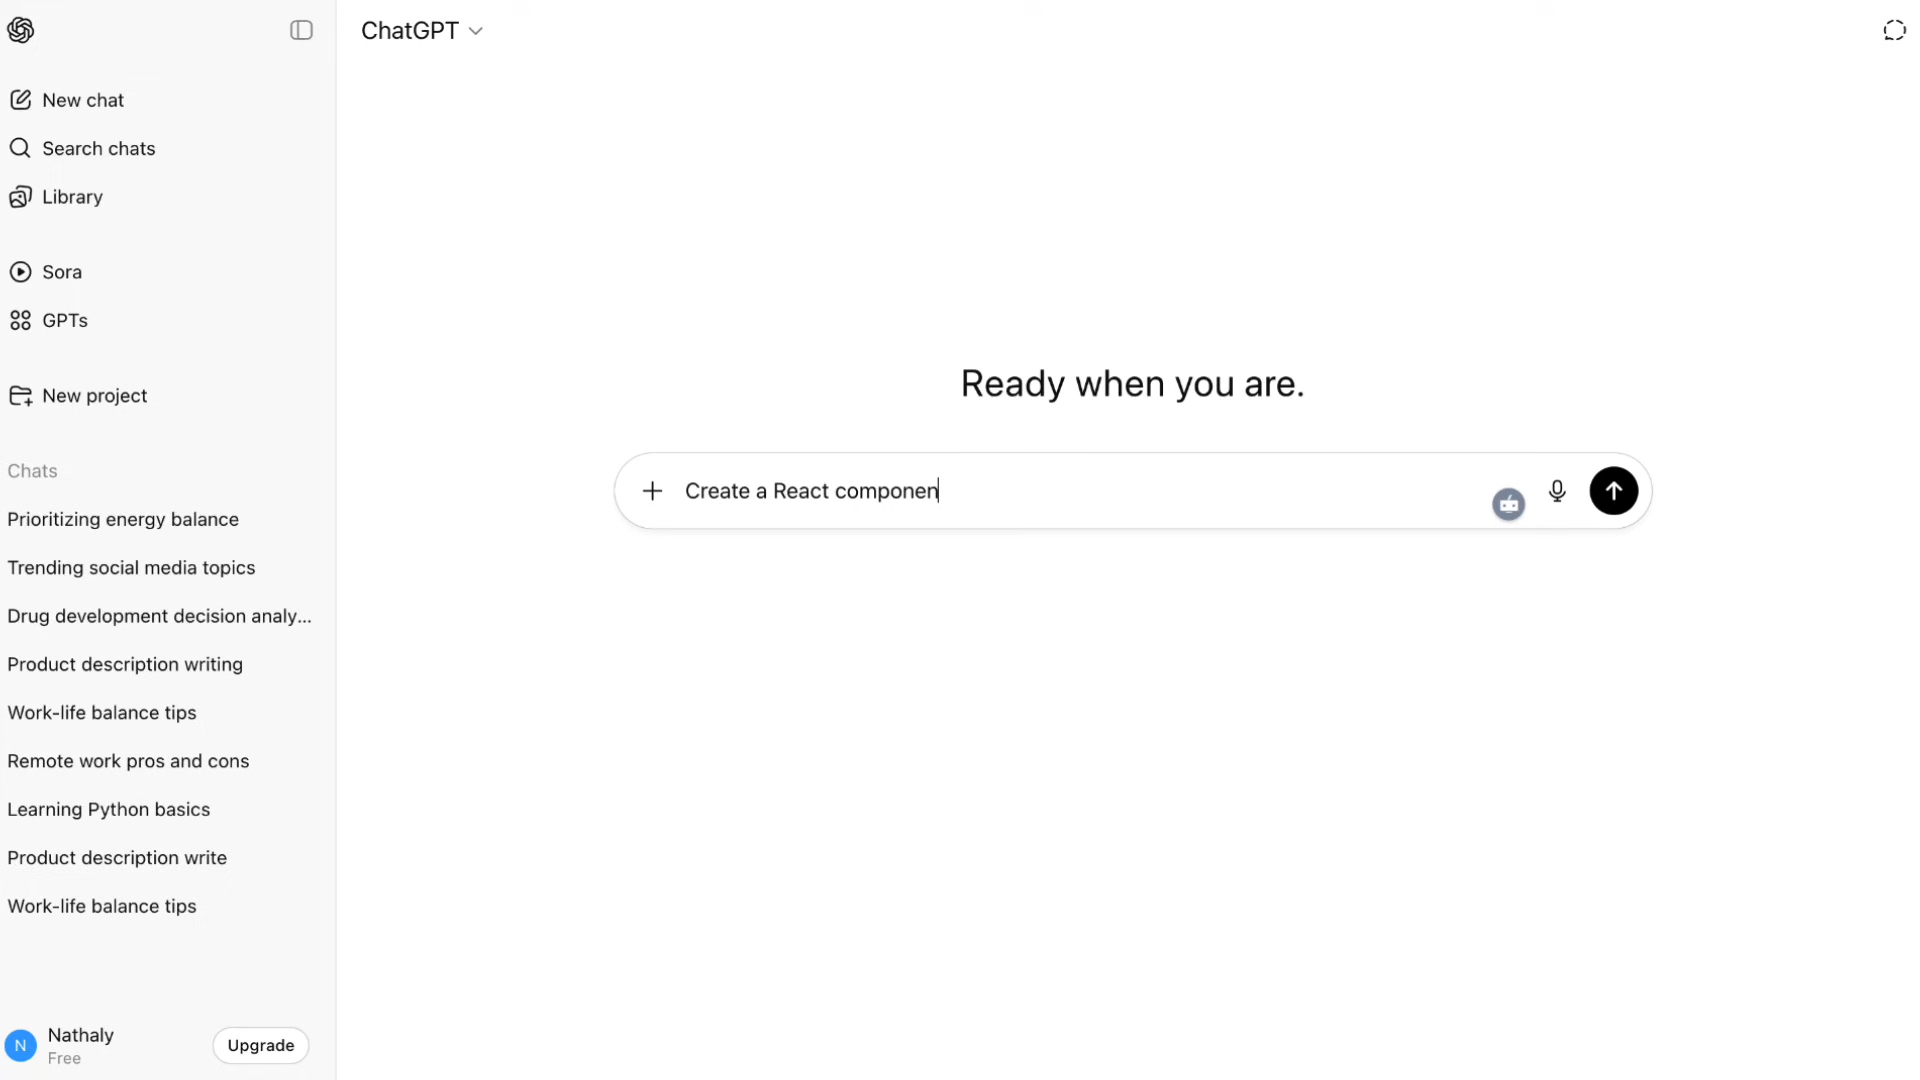 ChatGPT
New chat
Search chats
Library
Sora
GPTs
New project
Chats
Prioritizing energy balance
Trending social media topics
Drug development decision analy...
Product description writing
Work-life balance tips
Remote work pros and cons
Learning Python basics
Product description write
Work-life balance tips
N
Nathaly
Free
Upgrade
Ready when you are.
Create a React componen